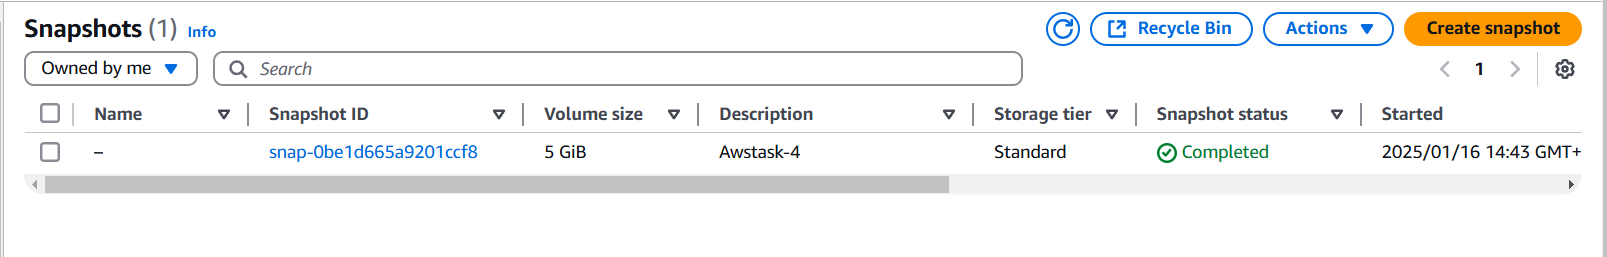 Snapshots (1) Info
Recycle Bin
Actions
Create snapshot
Owned by me
Search
1
Name Snapshot ID Volume size Description Storage tier Snapshot status Started
– snap-0be1d665a9201ccf8 5 GiB Awstask-4 Standard Completed 2025/01/16 14:43 GMT+